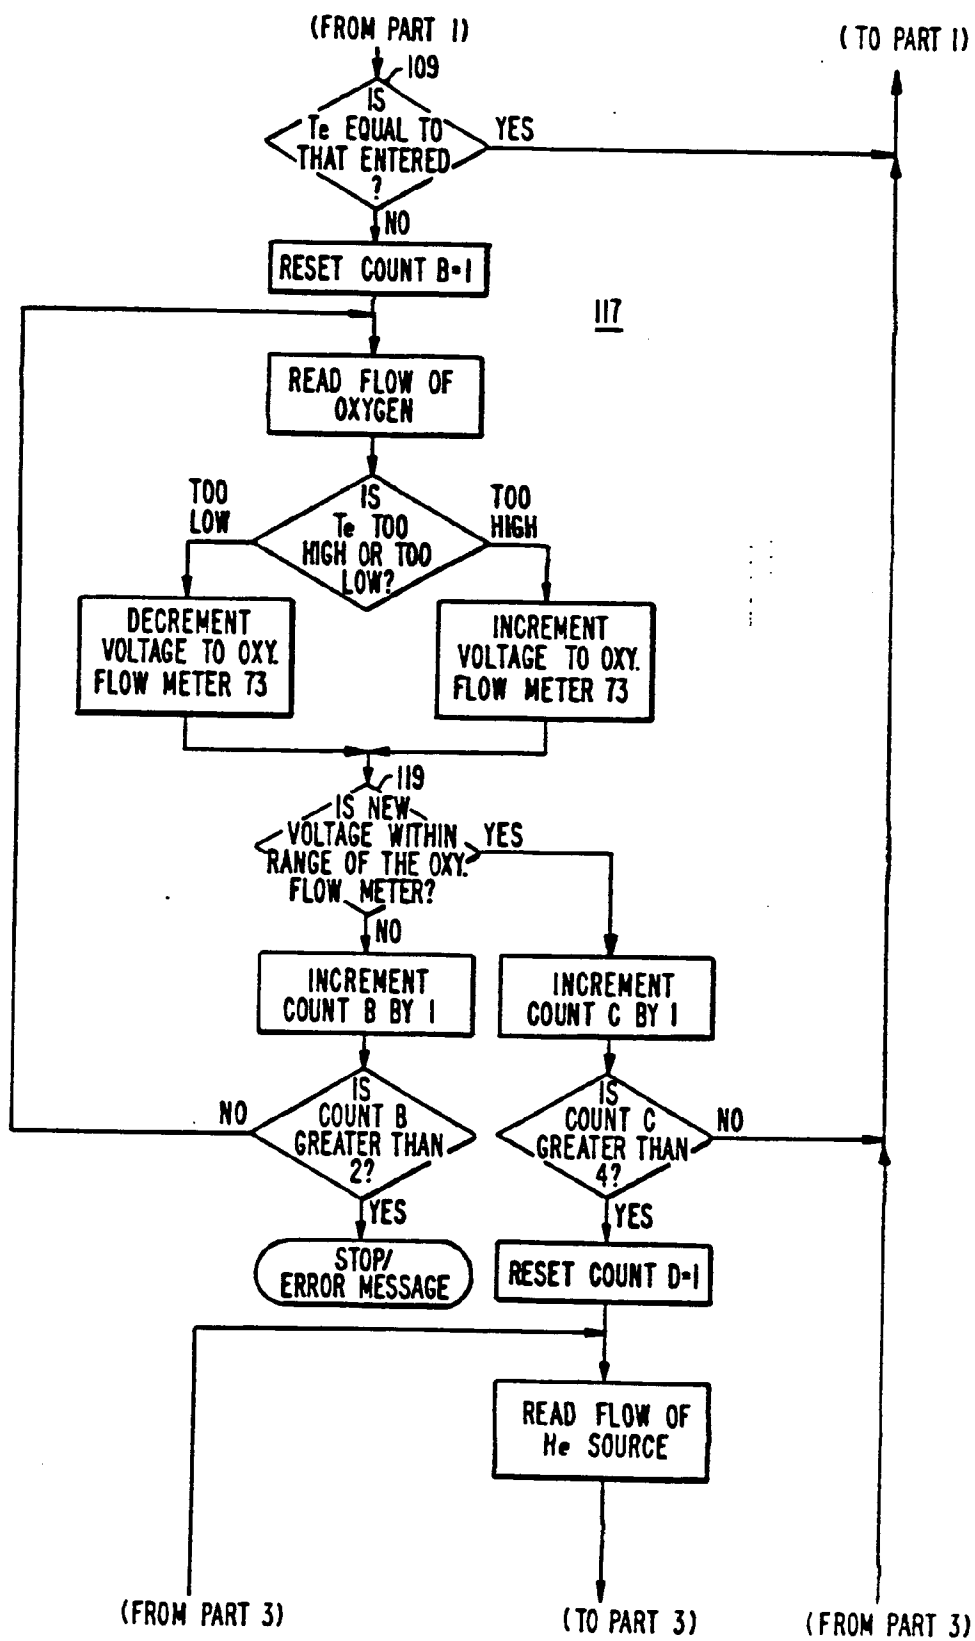 (FROM PART 1)
(TO PART 1)
109
IS
Te EQUAL TO
THAT ENTERED
?
YES
NO
RESET COUNT B=1
117
READ FLOW OF
OXYGEN
TOO
LOW
IS
Te TOO
HIGH OR TOO
LOW?
TOO
HIGH
DECREMENT
VOLTAGE TO OXY.
FLOW METER 73
INCREMENT
VOLTAGE TO OXY.
FLOW METER 73
119
IS NEW
VOLTAGE WITHIN
RANGE OF THE OXY.
FLOW METER?
YES
NO
INCREMENT
COUNT B BY 1
INCREMENT
COUNT C BY 1
NO
IS
COUNT B
GREATER THAN
2?
IS
COUNT C
GREATER THAN
4?
NO
YES
YES
STOP/
ERROR MESSAGE
RESET COUNT D=1
READ FLOW OF
He SOURCE
(FROM PART 3)
(TO PART 3)
(FROM PART 3)